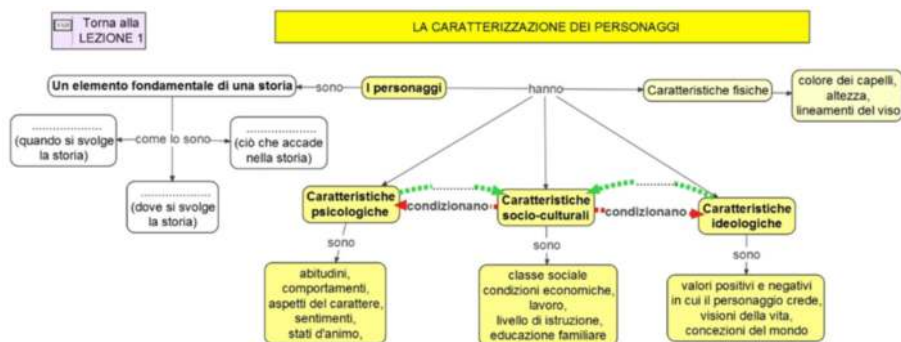 Torna alla
LEZIONE 1
LA CARATTERIZZAZIONE DEI PERSONAGGI
Un elemento fondamentale di una storia
sono
I personaggi
hanno
Caratteristiche fisiche
colore dei capelli,
altezza,
lineamenti del viso
.....................
(quando si svolge
la storia)
come lo sono
.....................
(ciò che accade
nella storia)
.....................
(dove si svolge
la storia)
Caratteristiche
psicologiche
condizionano
..........
Caratteristiche
socio-culturali
condizionano
..........
Caratteristiche
ideologiche
sono
abitudini,
comportamenti,
aspetti del carattere,
sentimenti,
stati d'animo,
sono
classe sociale
condizioni economiche,
lavoro,
livello di istruzione,
educazione familiare
sono
valori positivi e negativi
in cui il personaggio crede,
visioni della vita,
concezioni del mondo